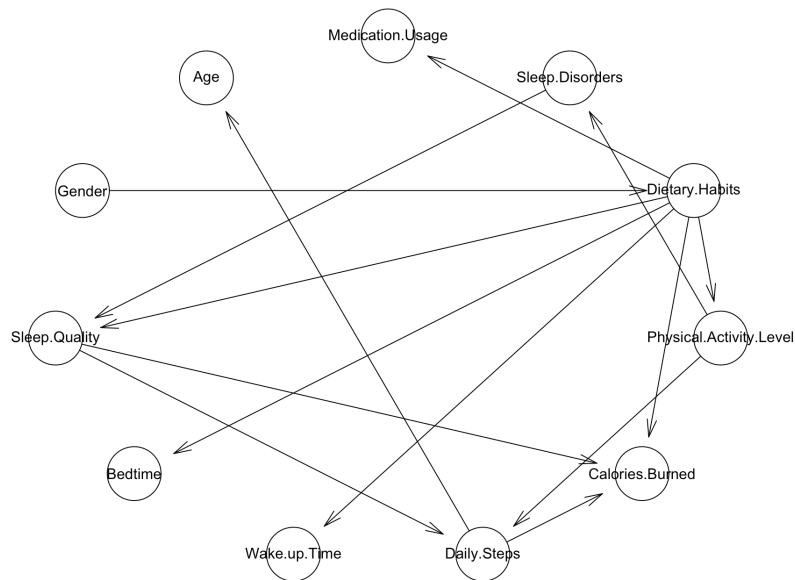 Medication.Usage
Age
Sleep.Disorders
Gender
Dietary.Habits
Sleep.Quality
Physical.Activity.Level
Bedtime
Calories.Burned
Wake.up.Time
Daily.Steps